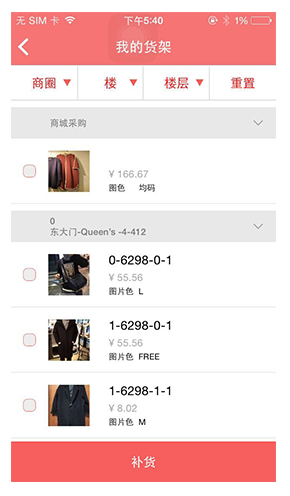 无 SIM 卡 下午5:40 1%
我的货架
商圈 楼 楼层 重置
商城采购
¥ 166.67
图色 均码
0
东大门-Queen's -4-412
0-6298-0-1
¥ 55.56
图片色 L
1-6298-0-1
¥ 55.56
图片色 FREE
1-6298-1-1
¥ 8.02
图片色 M
补货